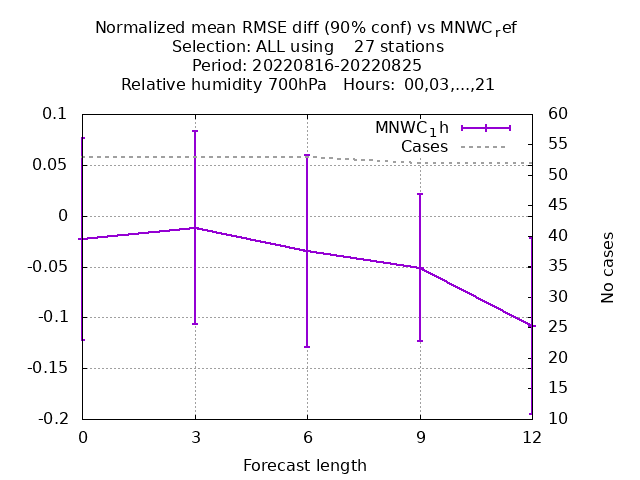 Normalized mean RMSE diff (90% conf) vs MNWC_ref
Selection: ALL using    27 stations
Period: 20220816-20220825
Relative humidity 700hPa   Hours: 00,03,...,21
MNWC_1h
Cases
0.1
0.05
0
-0.05
-0.1
-0.15
-0.2
60
55
50
45
40
35
30
25
20
15
10
No cases
0 3 6 9 12
Forecast length